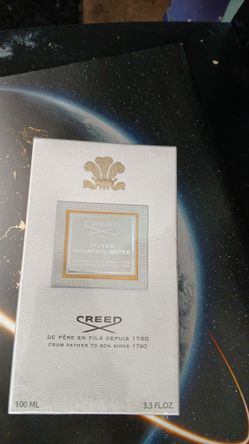 CREED
SILVER
MOUNTAIN WATER
CREED
DE PÈRE EN FILS DEPUIS 1760
FROM FATHER TO SON SINCE 1760
100 ML 3.3 FL.OZ.